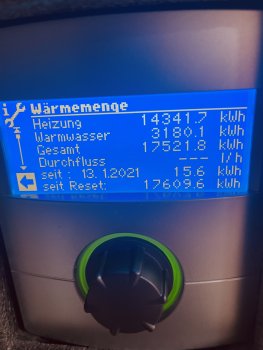 Wärmemenge
Heizung 14341.7 kWh
Warmwasser 3180.1 kWh
Gesamt 17521.8 kWh
Durchfluss --- l/h
seit : 13. 1.2021 15.6 kWh
seit Reset: 17609.6 kWh